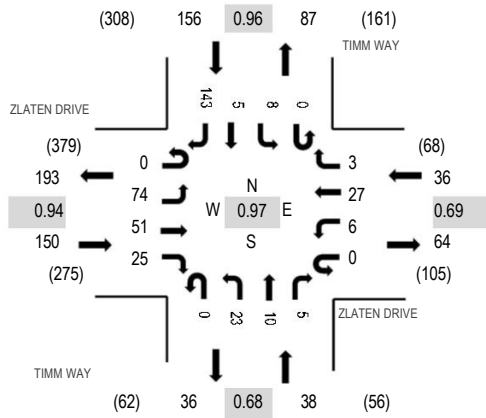 (308) 156 0.96 87 (161)
TIMM WAY
143 5 8 0
ZLATEN DRIVE
(379) 0 3 (68)
193 74 N 27 36
0.94 W 0.97 E 0.69
51 6
150 S 64
25 0
(275) (105)
0 23 10 5
ZLATEN DRIVE
TIMM WAY
(62) 36 0.68 38 (56)